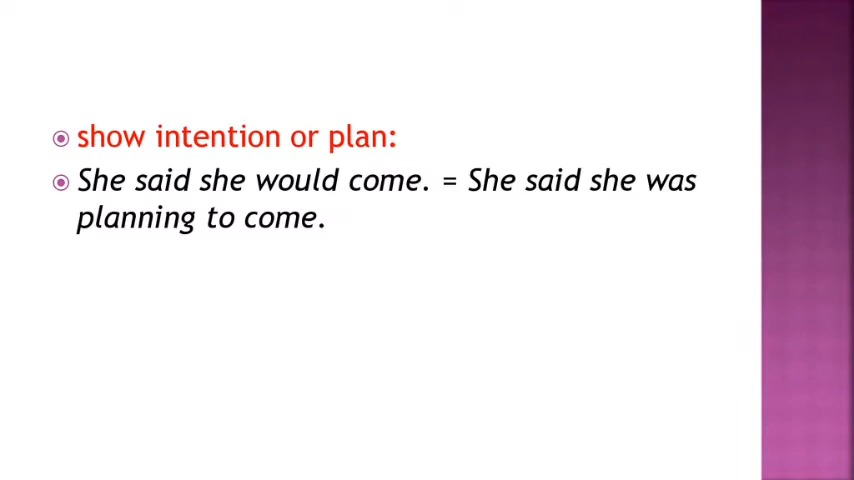 show intention or plan:
She said she would come. = She said she was
planning to come.